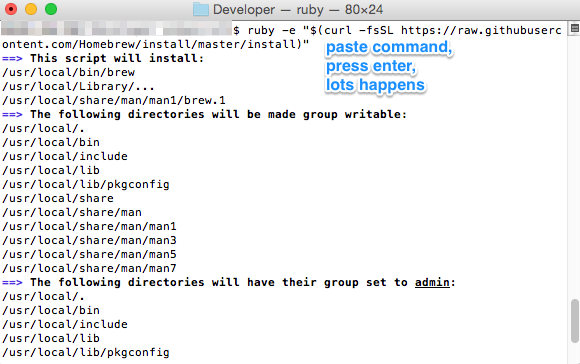 Developer — ruby — 80×24
$ ruby -e "$(curl -fsSL https://raw.githubuserc
ontent.com/Homebrew/install/master/install)"
paste command,
press enter,
lots happens
==> This script will install:
/usr/local/bin/brew
/usr/local/Library/...
/usr/local/share/man/man1/brew.1
==> The following directories will be made group writable:
/usr/local/.
/usr/local/bin
/usr/local/include
/usr/local/lib
/usr/local/lib/pkgconfig
/usr/local/share
/usr/local/share/man
/usr/local/share/man/man1
/usr/local/share/man/man3
/usr/local/share/man/man5
/usr/local/share/man/man7
==> The following directories will have their group set to admin:
/usr/local/.
/usr/local/bin
/usr/local/include
/usr/local/lib
/usr/local/lib/pkgconfig